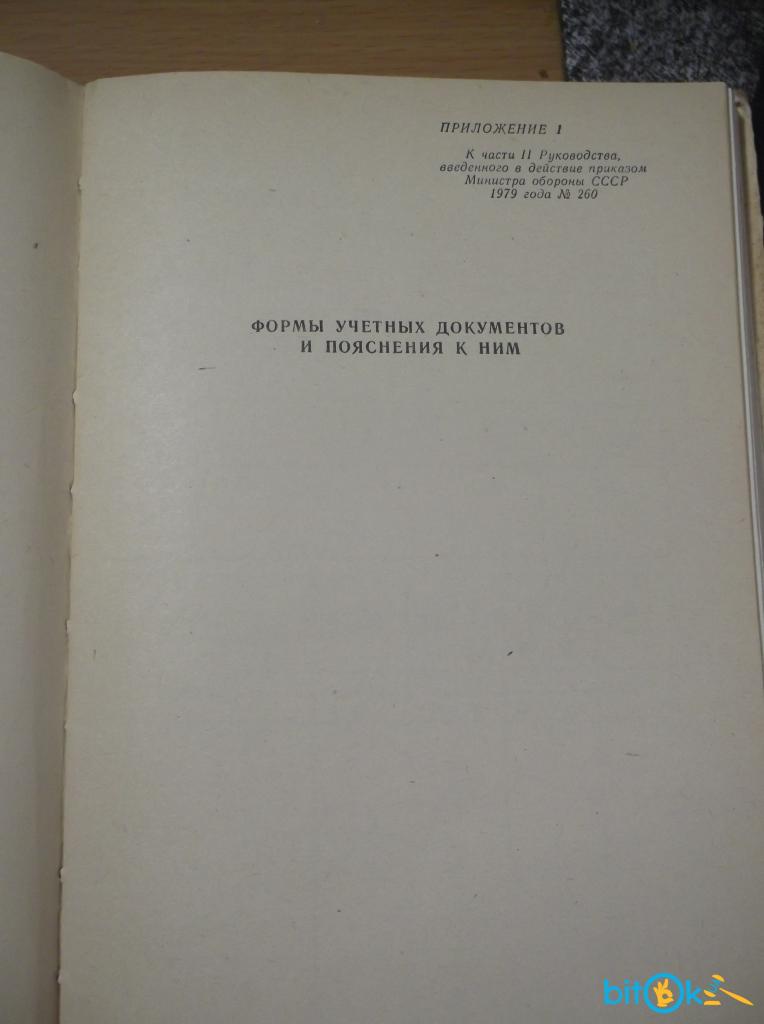 ПРИЛОЖЕНИЕ 1
К части II Руководства,
введенного в действие приказом
Министра обороны СССР
1979 года № 260
ФОРМЫ УЧЕТНЫХ ДОКУМЕНТОВ
И ПОЯСНЕНИЯ К НИМ
bitOk